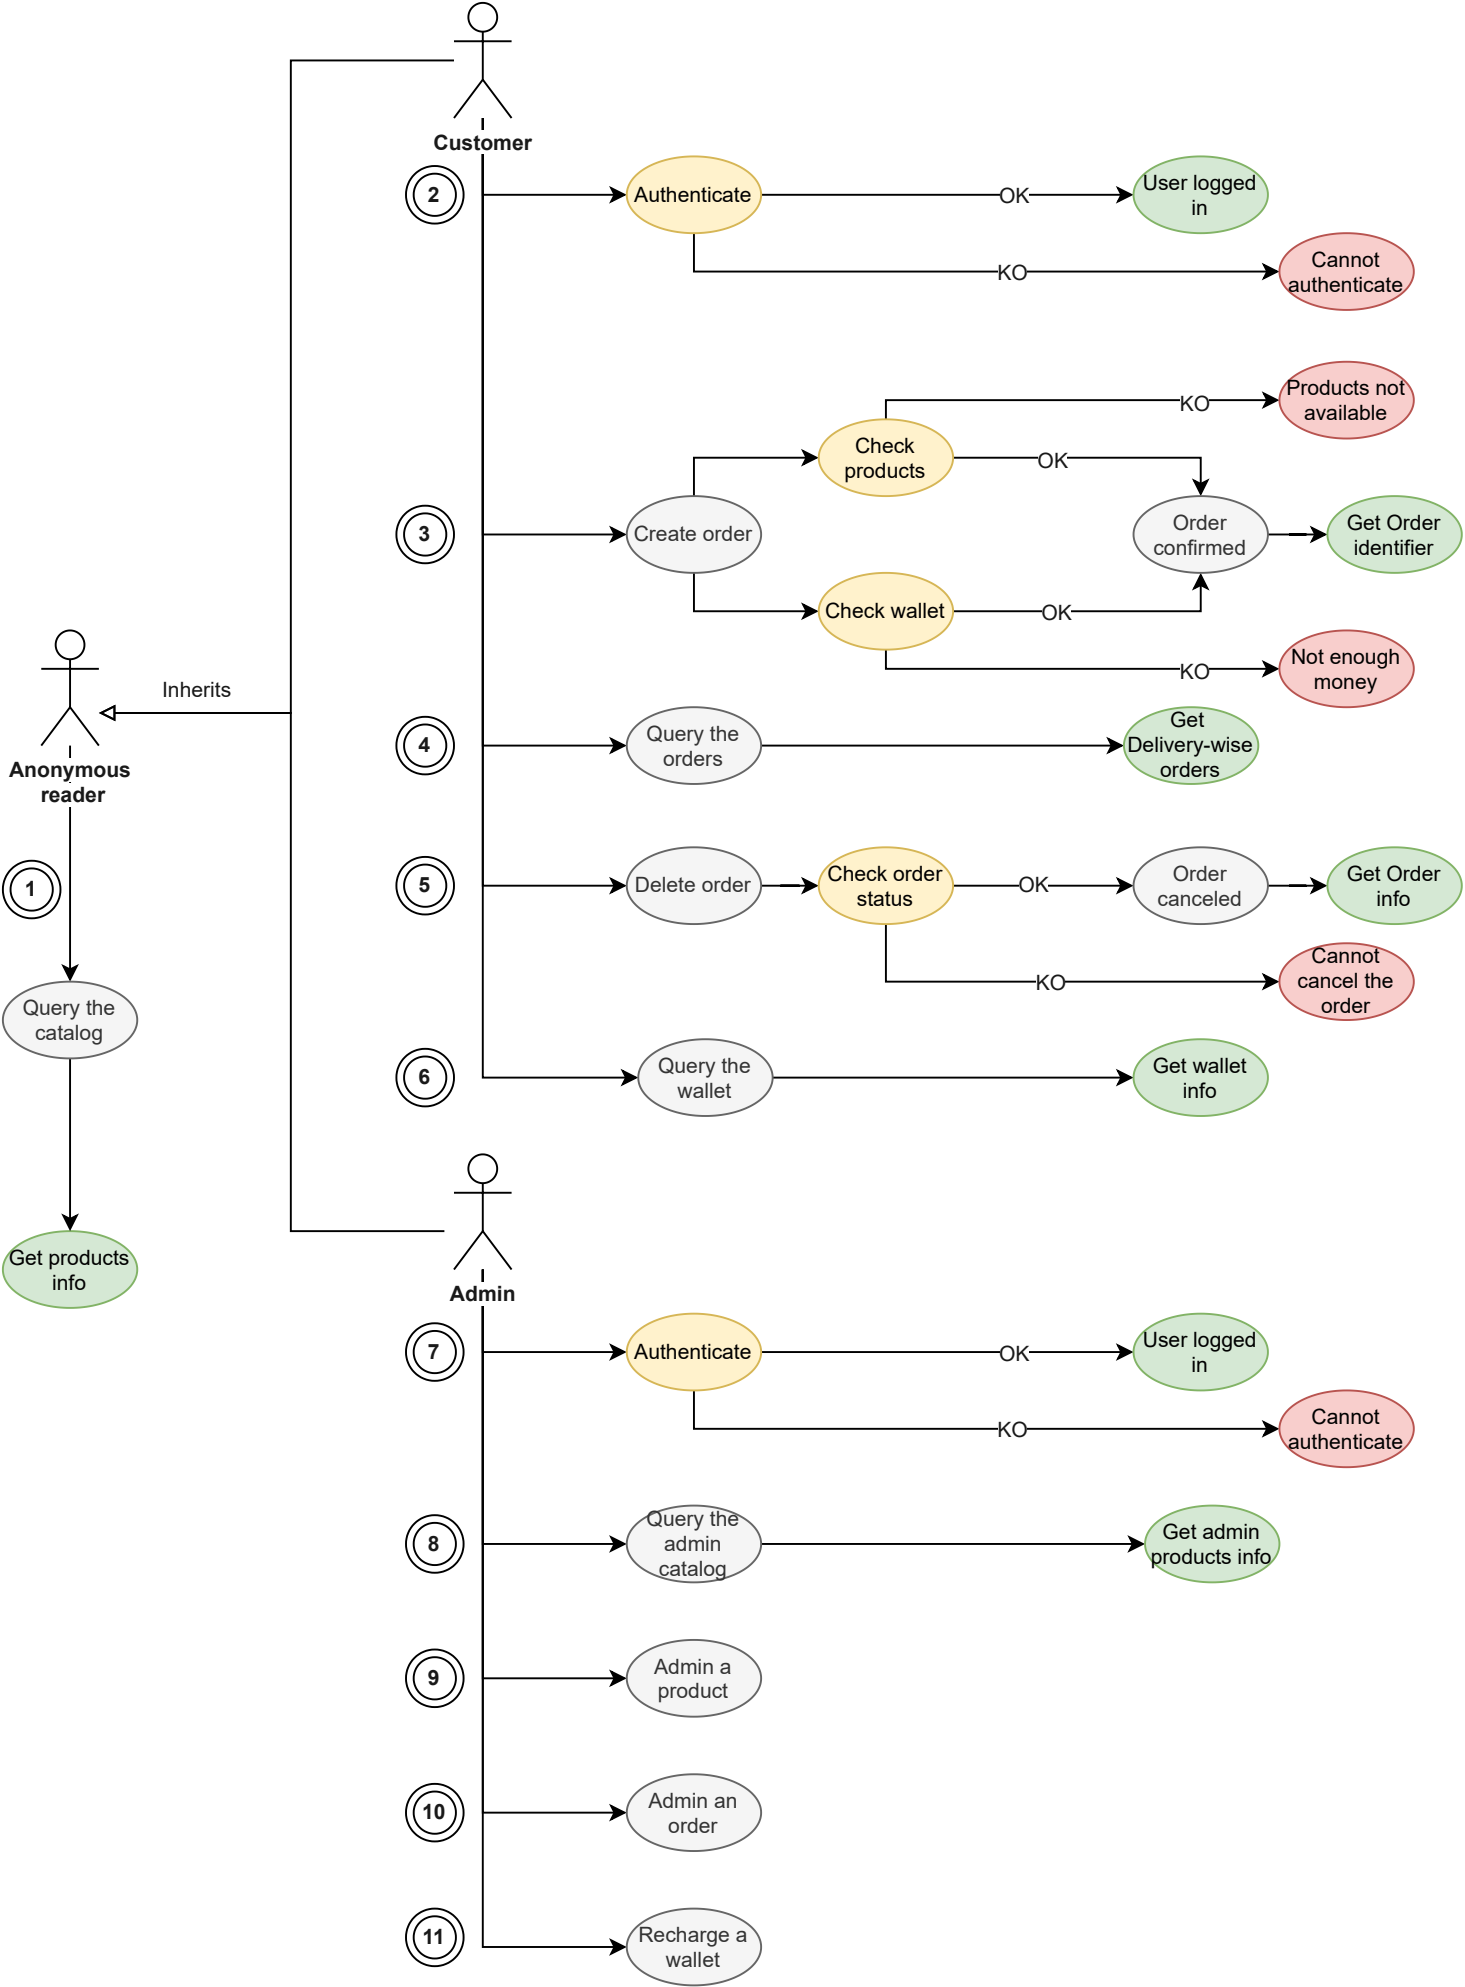 Customer
2
Authenticate
OK
User logged
in
KO
Cannot
authenticate
Products not
available
KO
Check
products
OK
3
Create order
Order
confirmed
Get Order
identifier
Check wallet
OK
Not enough
money
KO
Inherits
Anonymous
reader
4
Query the
orders
Get
Delivery-wise
orders
1
5
Delete order
Check order
status
OK
Order
canceled
Get Order
info
KO
Cannot
cancel the
order
Query the
catalog
6
Query the
wallet
Get wallet
info
Get products
info
Admin
7
Authenticate
OK
User logged
in
KO
Cannot
authenticate
8
Query the
admin
catalog
Get admin
products info
9
Admin a
product
10
Admin an
order
11
Recharge a
wallet